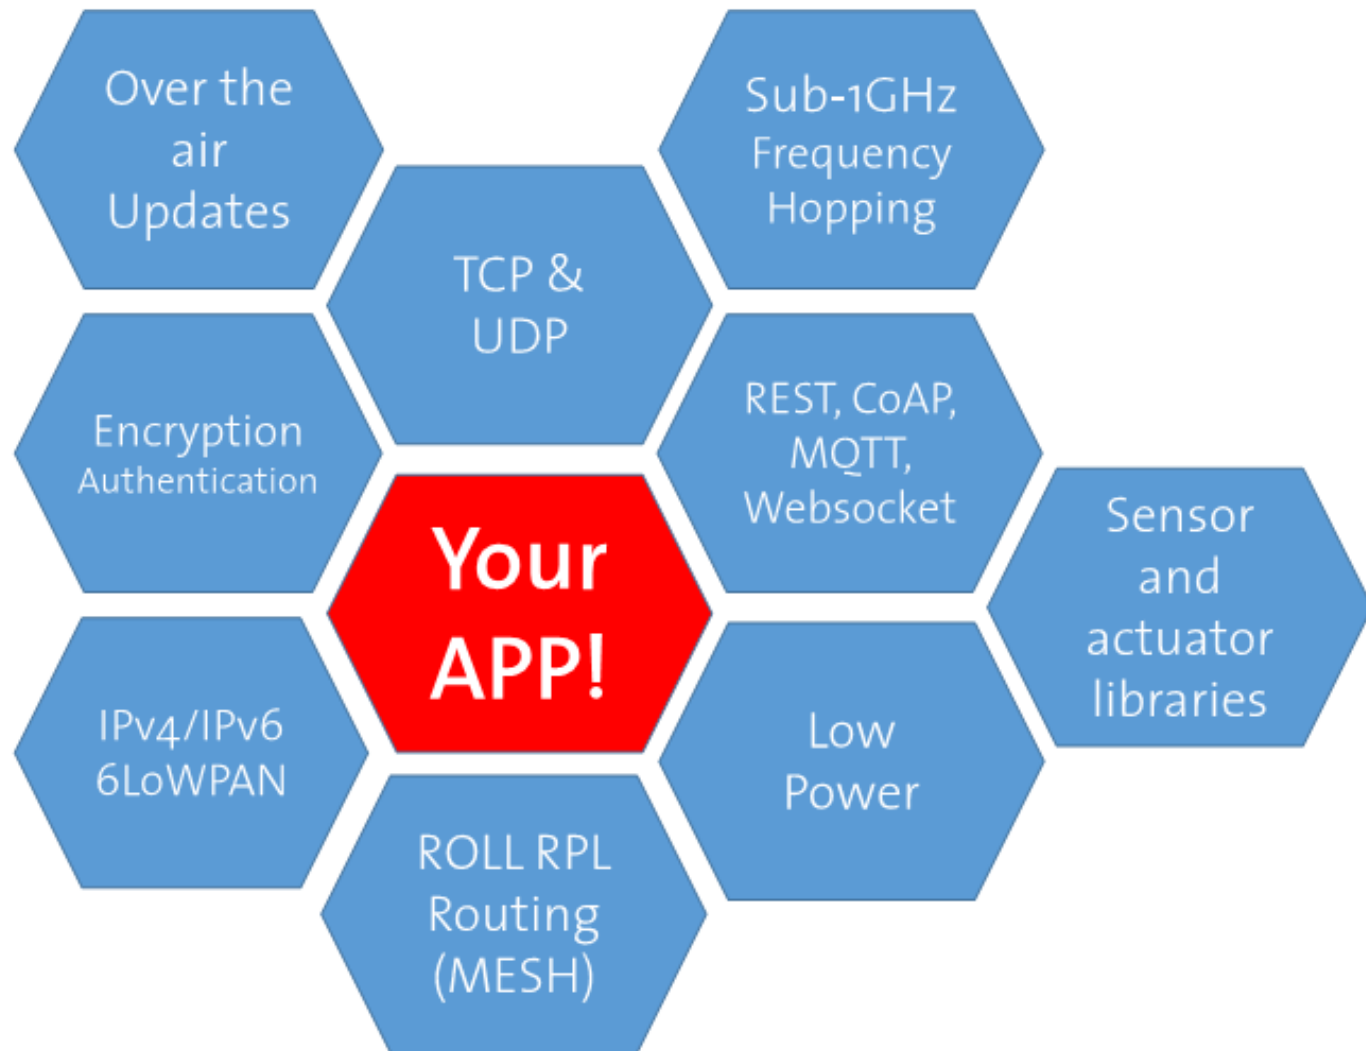 Over the
air
Updates
Sub-1GHz
Frequency
Hopping
TCP &
UDP
Encryption
Authentication
REST, CoAP,
MQTT,
Websocket
Your
APP!
Sensor
and
actuator
libraries
IPv4/IPv6
6LoWPAN
Low
Power
ROLL RPL
Routing
(MESH)